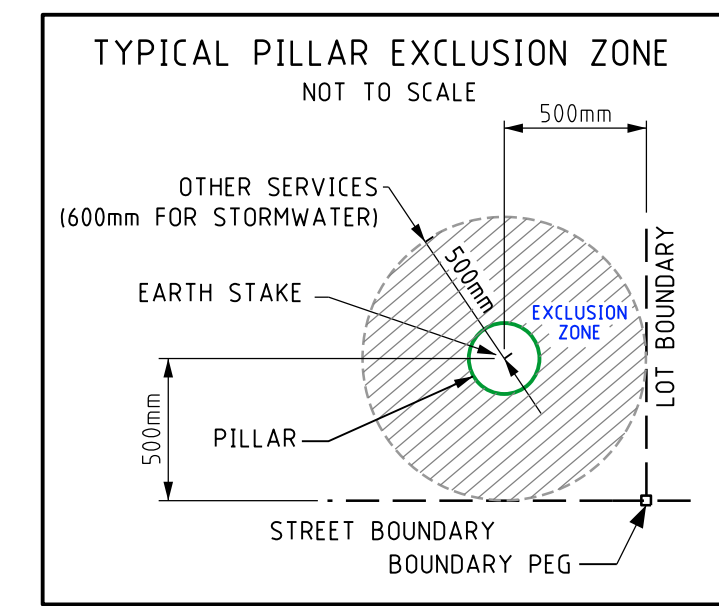 TYPICAL PILLAR EXCLUSION ZONE
NOT TO SCALE
500mm
OTHER SERVICES
(600mm FOR STORMWATER)
500mm
EARTH STAKE
EXCLUSION
ZONE
LOT BOUNDARY
500mm
PILLAR
STREET BOUNDARY
BOUNDARY PEG